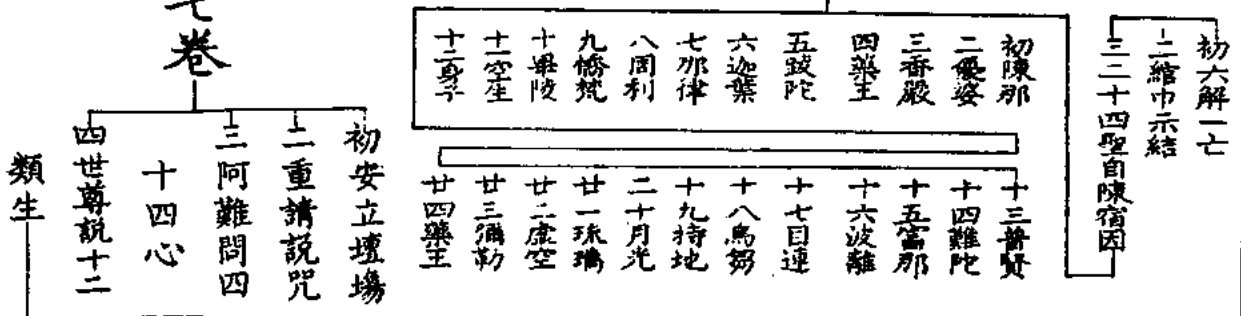 初六解一亡
二綰巾示結
三二十四聖自陳宿因
初陳那
二優婆
三香嚴
四藥王
五跋陀
六迦葉
七那律
八周利
九憍梵
十畢陵
十一空生
十二身子
十三普賢
十四難陀
十五富那
十六波離
十七目連
十八烏芻
十九持地
二十月光
廿一琉璃
廿二虛空
廿三彌勒
廿四藥王
七卷
初安立壇場
二重請說咒
三阿難問四
十四心
四世尊説十二
類生